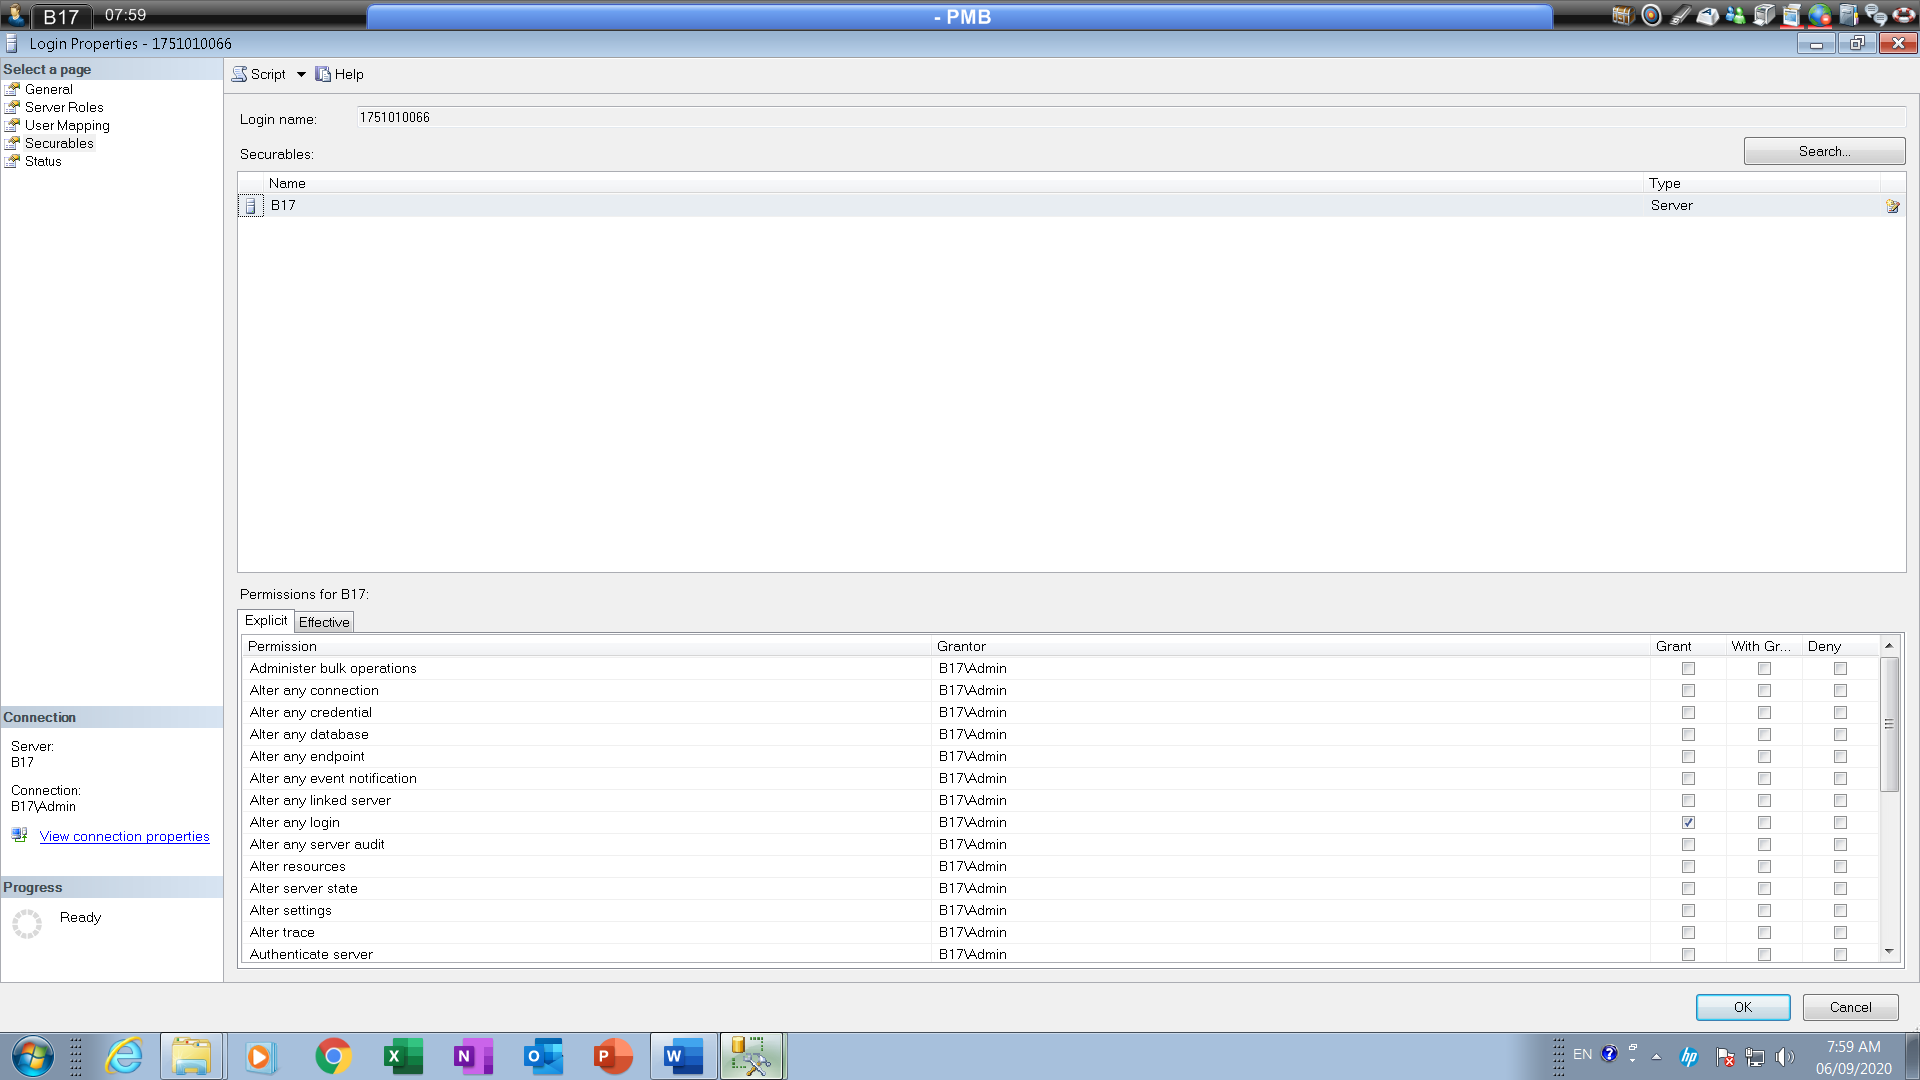 B17 07:59 - PMB
Login Properties - 1751010066
Select a page
General
Server Roles
User Mapping
Securables
Status
Script Help
Login name: 1751010066
Securables:
Search...
Name Type
B17 Server
Permissions for B17:
Explicit Effective
Permission Grantor Grant With Gr... Deny
Administer bulk operations B17\Admin
Alter any connection B17\Admin
Alter any credential B17\Admin
Alter any database B17\Admin
Alter any endpoint B17\Admin
Alter any event notification B17\Admin
Alter any linked server B17\Admin
Alter any login B17\Admin
Alter any server audit B17\Admin
Alter resources B17\Admin
Alter server state B17\Admin
Alter settings B17\Admin
Alter trace B17\Admin
Authenticate server B17\Admin
Connection
Server:
B17
Connection:
B17\Admin
View connection properties
Progress
Ready
OK Cancel
X N O P W
EN ? hp
7:59 AM
06/09/2020